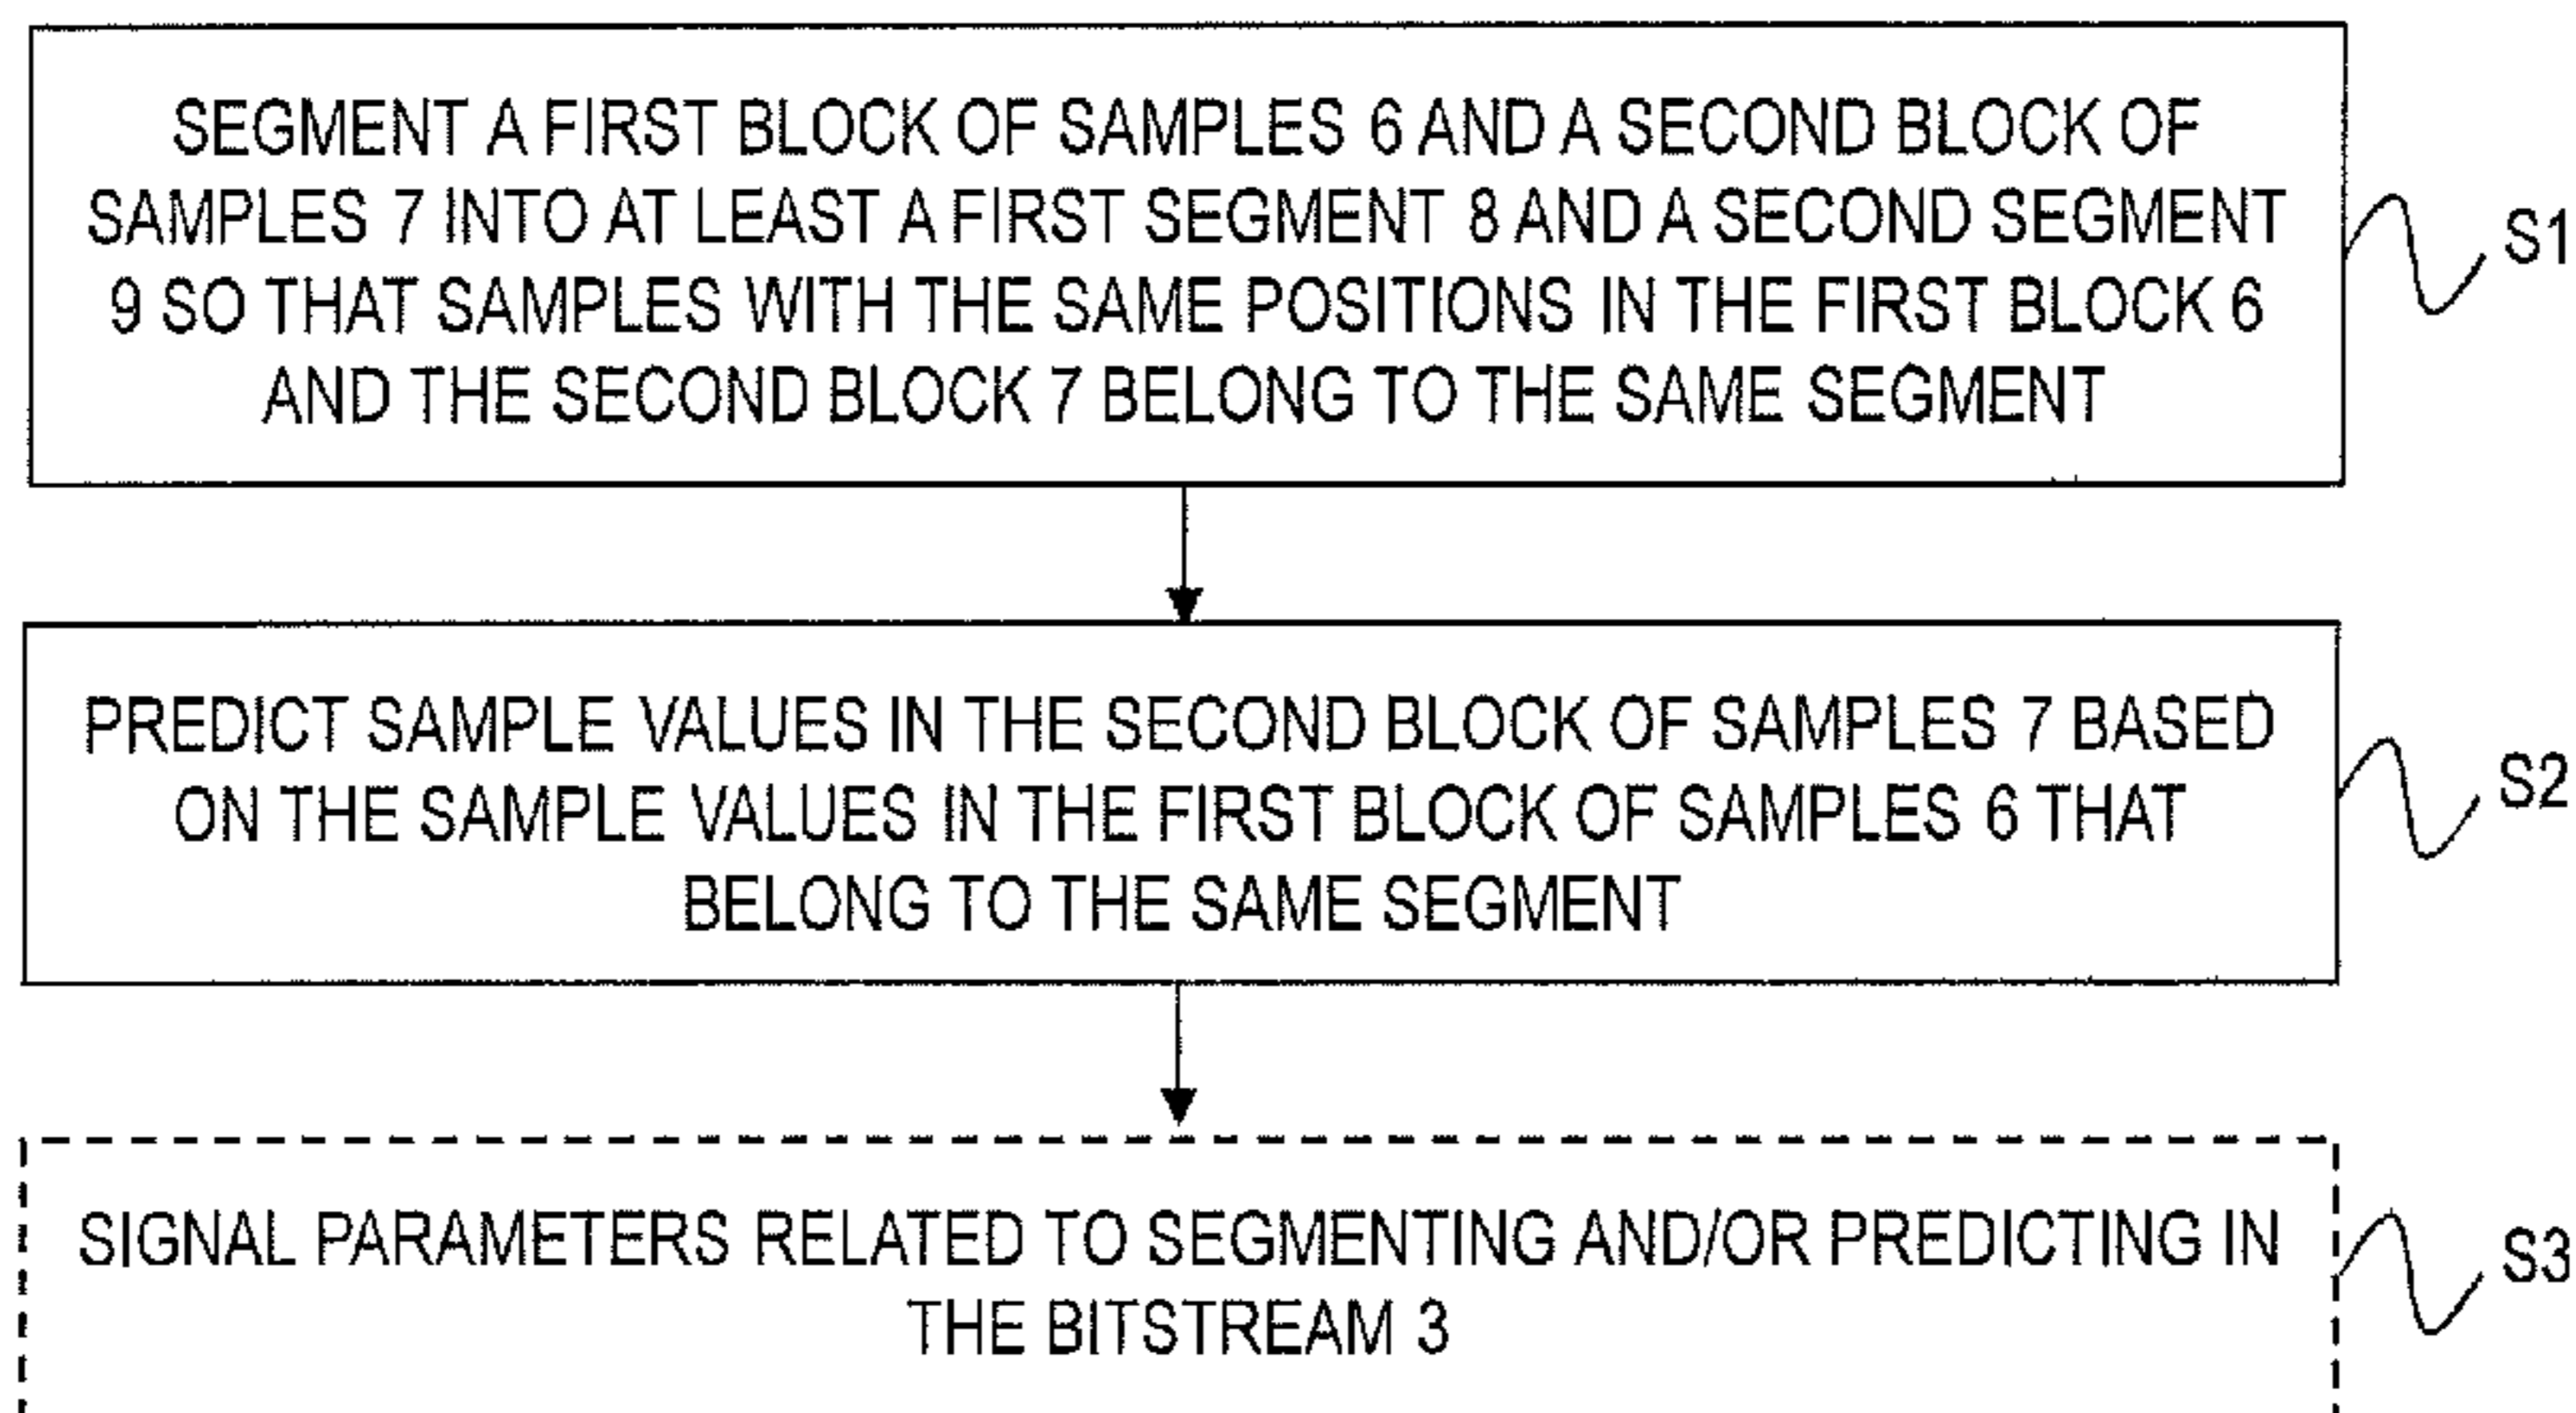 SEGMENT A FIRST BLOCK OF SAMPLES 6 AND A SECOND BLOCK OF
SAMPLES 7 INTO AT LEAST A FIRST SEGMENT 8 AND A SECOND SEGMENT
9 SO THAT SAMPLES WITH THE SAME POSITIONS IN THE FIRST BLOCK 6
AND THE SECOND BLOCK 7 BELONG TO THE SAME SEGMENT
S1
PREDICT SAMPLE VALUES IN THE SECOND BLOCK OF SAMPLES 7 BASED
ON THE SAMPLE VALUES IN THE FIRST BLOCK OF SAMPLES 6 THAT
BELONG TO THE SAME SEGMENT
S2
SIGNAL PARAMETERS RELATED TO SEGMENTING AND/OR PREDICTING IN
THE BITSTREAM 3
S3